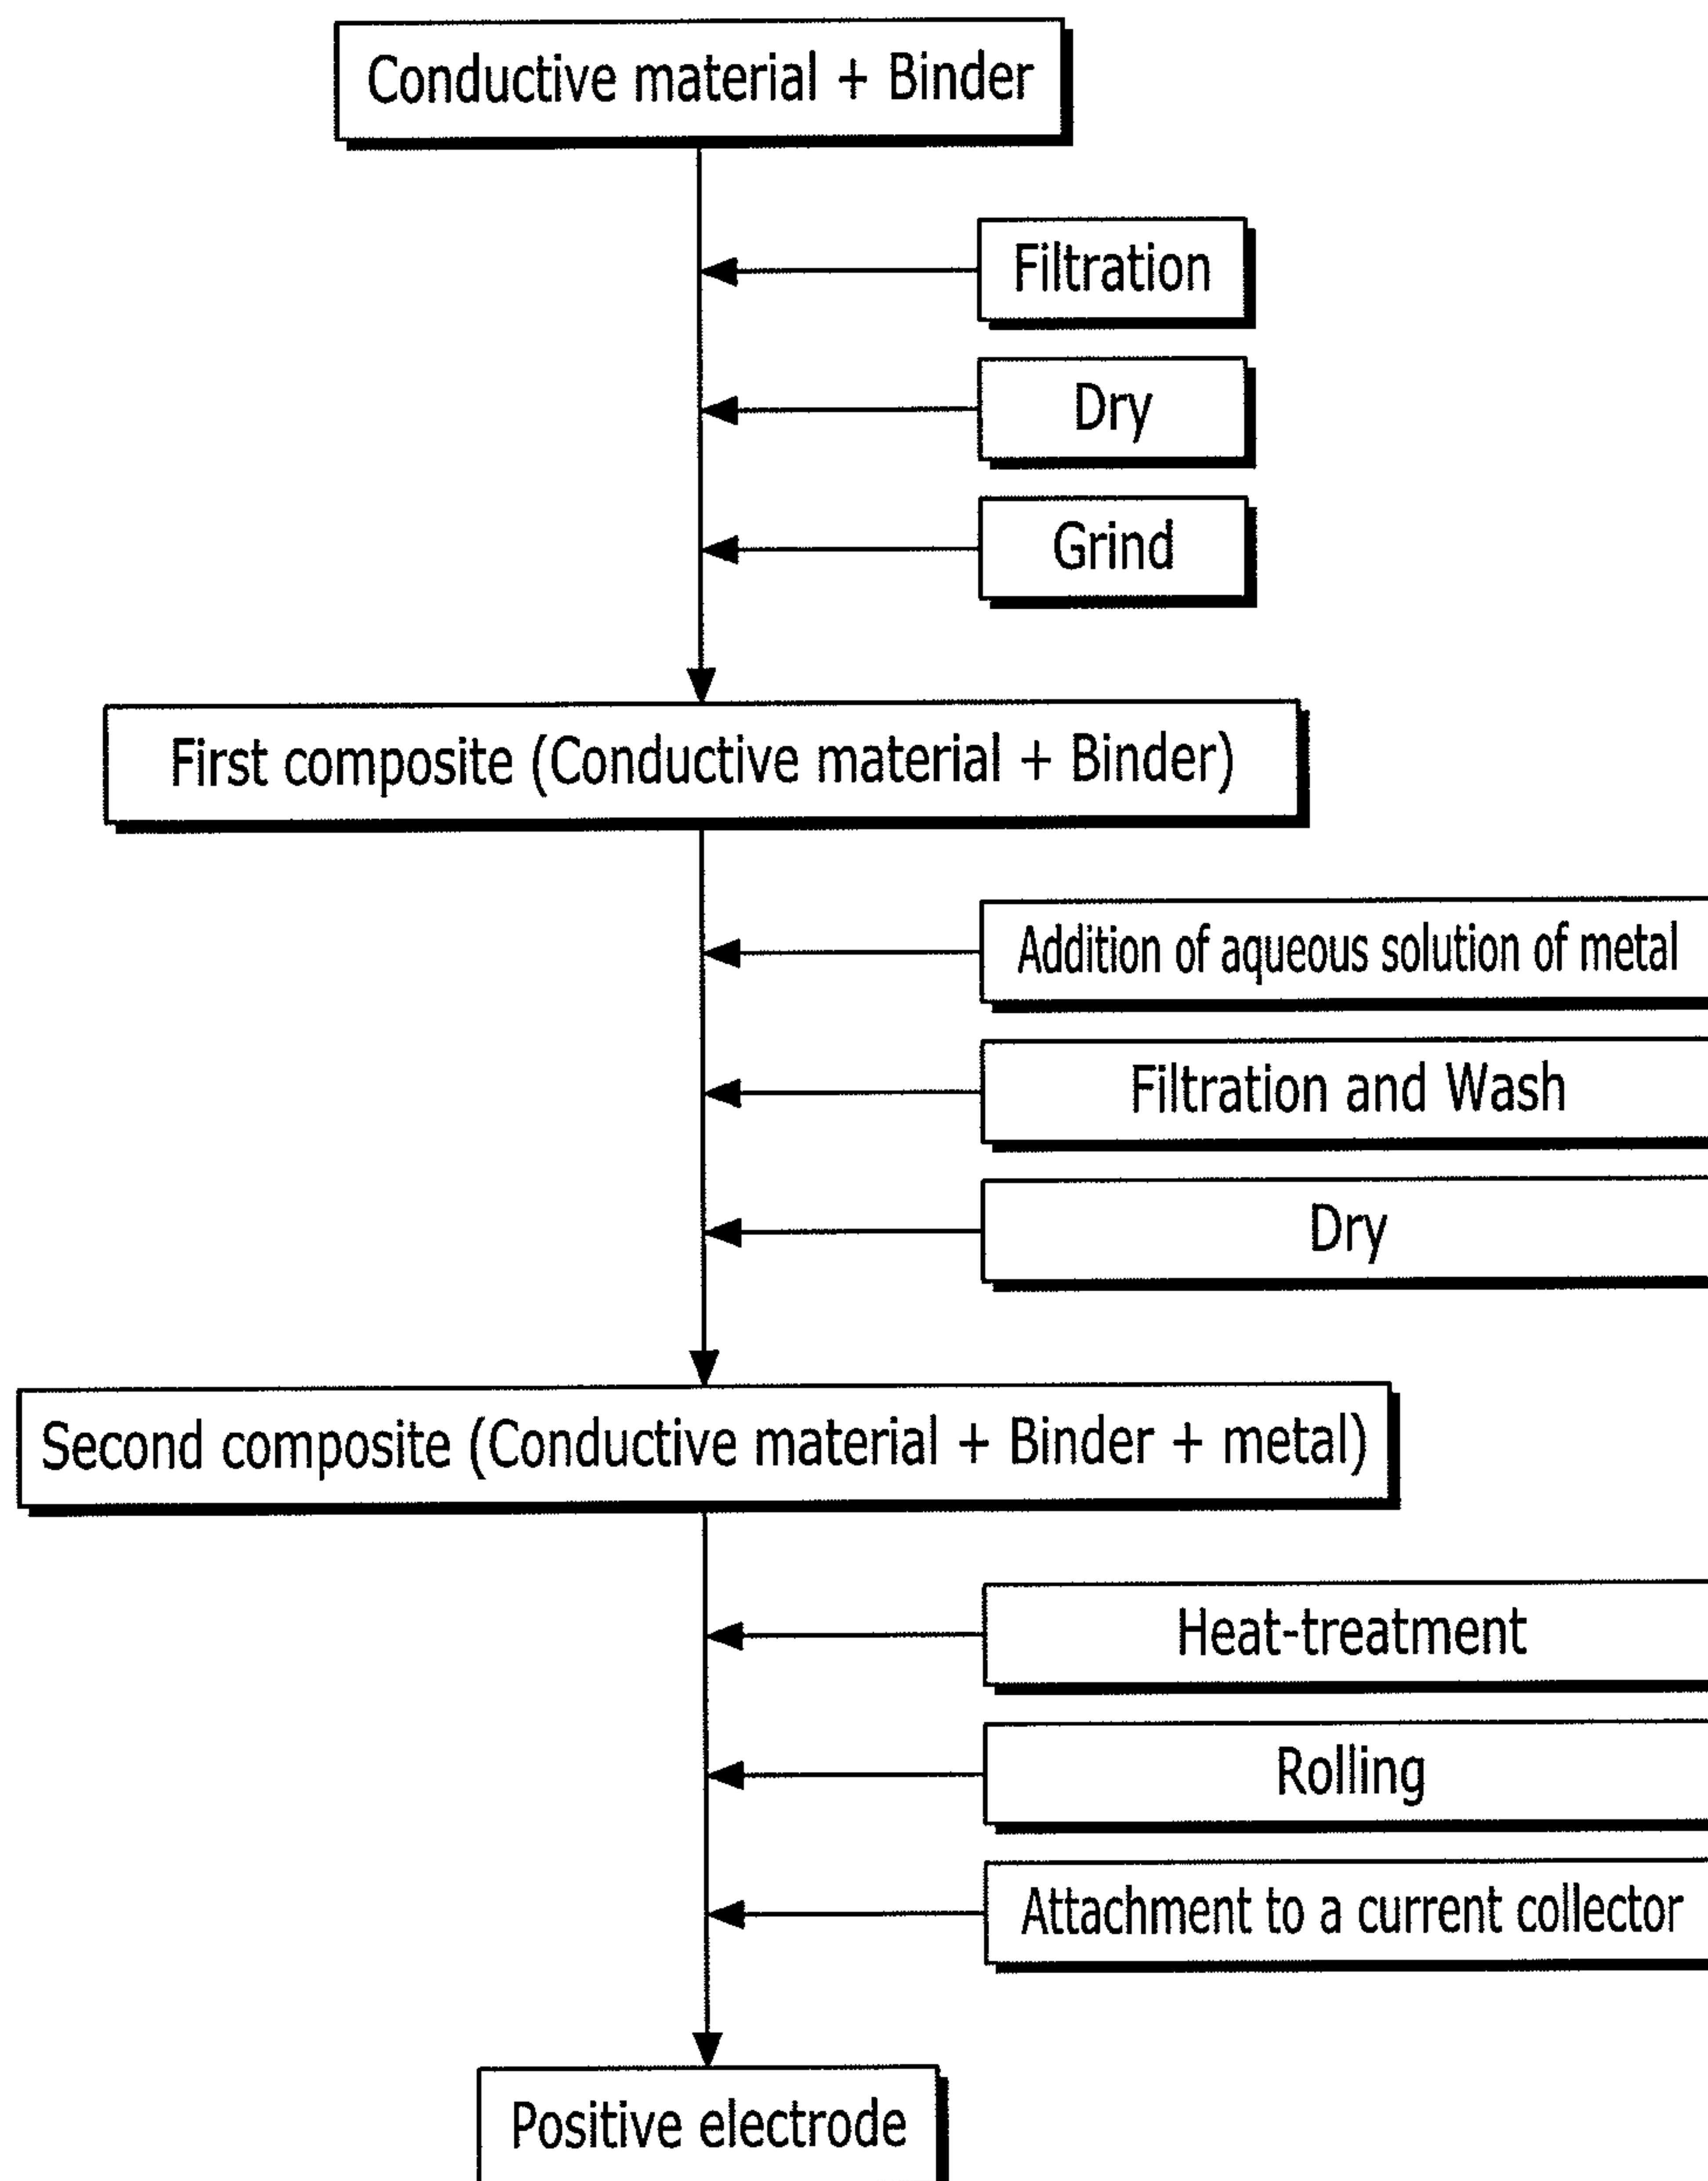 Conductive material + Binder
Filtration
Dry
Grind
First composite (Conductive material + Binder)
Addition of aqueous solution of metal
Filtration and Wash
Dry
Second composite (Conductive material + Binder + metal)
Heat-treatment
Rolling
Attachment to a current collector
Positive electrode